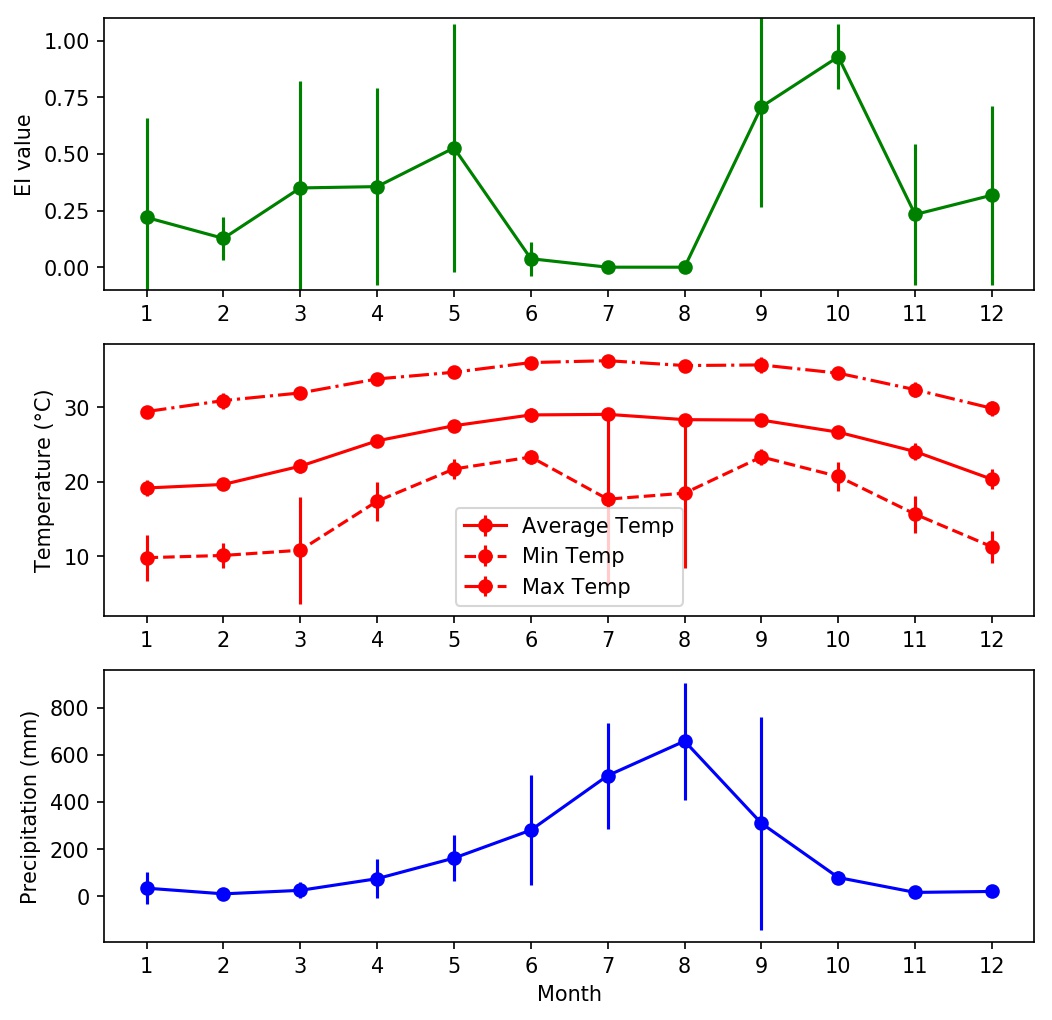 1.00
0.75
0.50
0.25
0.00
EI value
1 2 3 4 5 6 7 8 9 10 11 12
30
20
10
Temperature (°C)
Average Temp
Min Temp
Max Temp
1 2 3 4 5 6 7 8 9 10 11 12
800
600
400
200
0
Precipitation (mm)
1 2 3 4 5 6 7 8 9 10 11 12
Month